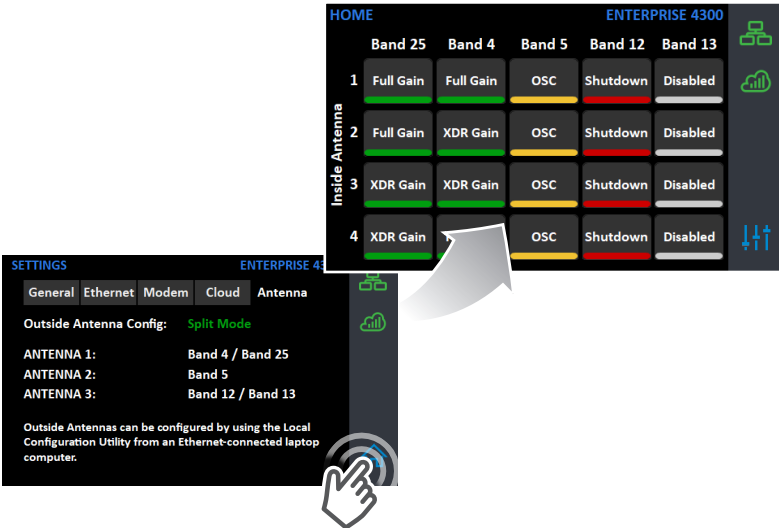 HOME ENTERPRISE 4300
Band 25 Band 4 Band 5 Band 12 Band 13
Inside Antenna
1 Full Gain Full Gain OSC Shutdown Disabled
2 Full Gain XDR Gain OSC Shutdown Disabled
3 XDR Gain XDR Gain OSC Shutdown Disabled
4 XDR Gain OSC Shutdown Disabled
SETTINGS ENTERPRISE
General Ethernet Modem Cloud Antenna
Outside Antenna Config: Split Mode
ANTENNA 1: Band 4 / Band 25
ANTENNA 2: Band 5
ANTENNA 3: Band 12 / Band 13
Outside Antennas can be configured by using the Local
Configuration Utility from an Ethernet-connected laptop
computer.